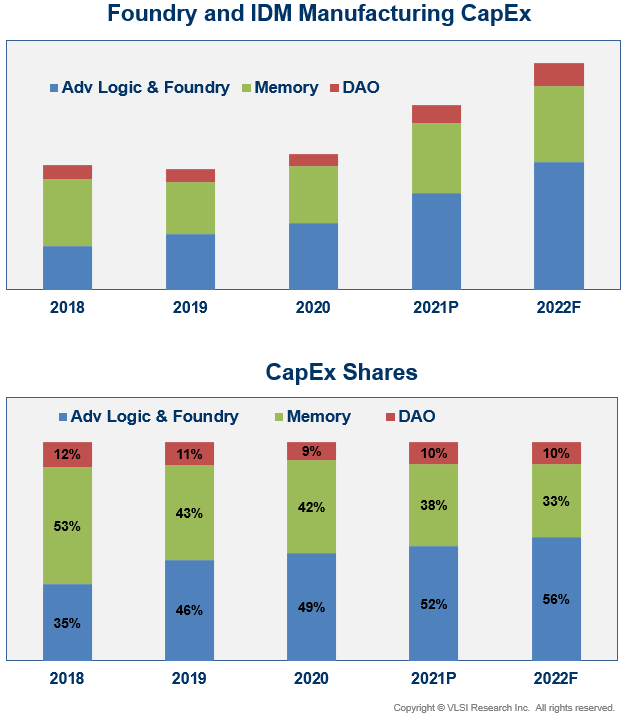 Foundry and IDM Manufacturing CapEx
Adv Logic & Foundry Memory DAO
2018 2019 2020 2021P 2022F
CapEx Shares
Adv Logic & Foundry Memory DAO
12% 11% 9% 10% 10%
53% 43% 42% 38% 33%
35% 46% 49% 52% 56%
2018 2019 2020 2021P 2022F
Copyright © VLSI Research Inc. All rights reserved.